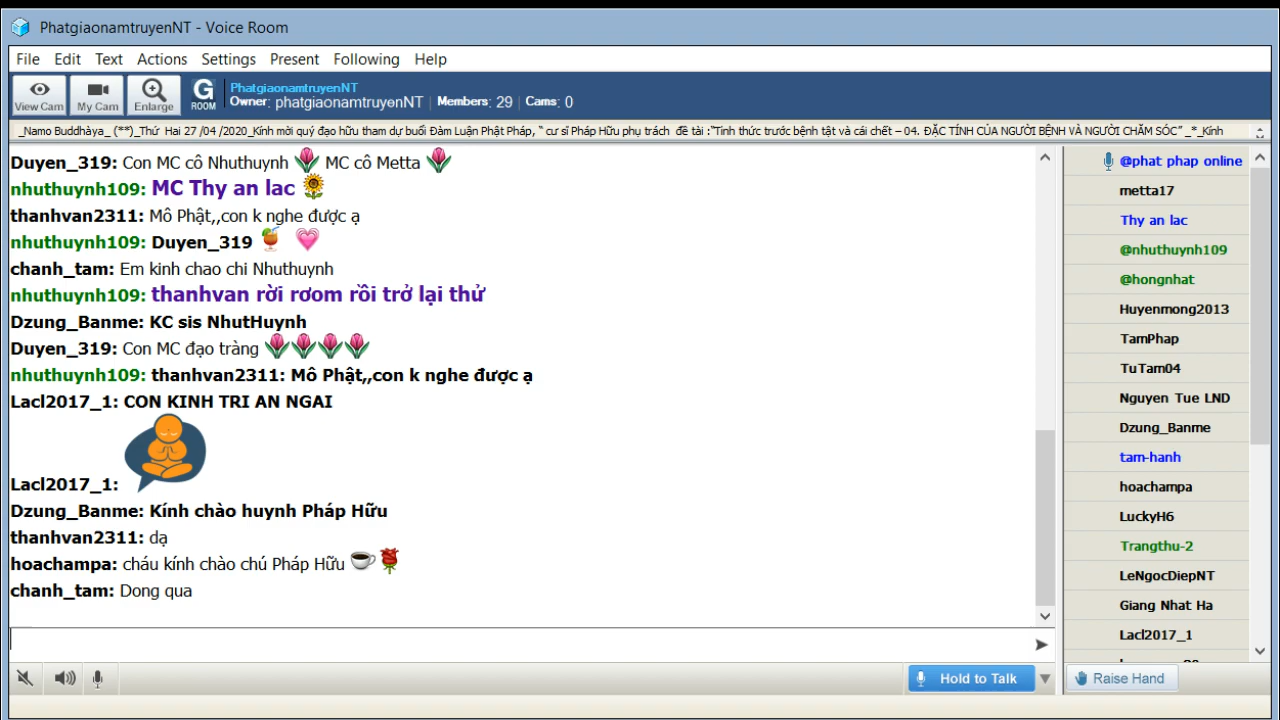 PhatgiaonamtruyenNT - Voice Room
File Edit Text Actions Settings Present Following Help
View Cam My Cam Enlarge G ROOM PhatgiaonamtruyenNT
Owner: phatgiaonamtruyenNT | Members: 29 | Cams: 0
_Namo Buddhàya_ (**)_Thứ Hai 27 /04 /2020_Kính mời quý đạo hữu tham dự buổi Đàm Luận Phật Pháp, “ cư sĩ Pháp Hữu phụ trách đề tài :“Tỉnh thức trước bệnh tật và cái chết – 04. ĐẶC TÍNH CỦA NGƯỜI BỆNH VÀ NGƯỜI CHĂM SÓC” _*_Kính
Duyen_319: Con MC cô Nhuthuynh MC cô Metta
nhuthuynh109: MC Thy an lac
thanhvan2311: Mô Phật,,con k nghe được ạ
nhuthuynh109: Duyen_319
chanh_tam: Em kinh chao chi Nhuthuynh
nhuthuynh109: thanhvan rời rơom rồi trở lại thử
Dzung_Banme: KC sis NhutHuynh
Duyen_319: Con MC đạo tràng
nhuthuynh109: thanhvan2311: Mô Phật,,con k nghe được ạ
Lacl2017_1: CON KINH TRI AN NGAI
Lacl2017_1:
Dzung_Banme: Kính chào huynh Pháp Hữu
thanhvan2311: dạ
hoachampa: cháu kính chào chú Pháp Hữu
chanh_tam: Dong qua
@phat phap online
metta17
Thy an lac
@nhuthuynh109
@hongnhat
Huyenmong2013
TamPhap
TuTam04
Nguyen Tue LND
Dzung_Banme
tam-hanh
hoachampa
LuckyH6
Trangthu-2
LeNgocDiepNT
Giang Nhat Ha
Lacl2017_1
Hold to Talk
Raise Hand